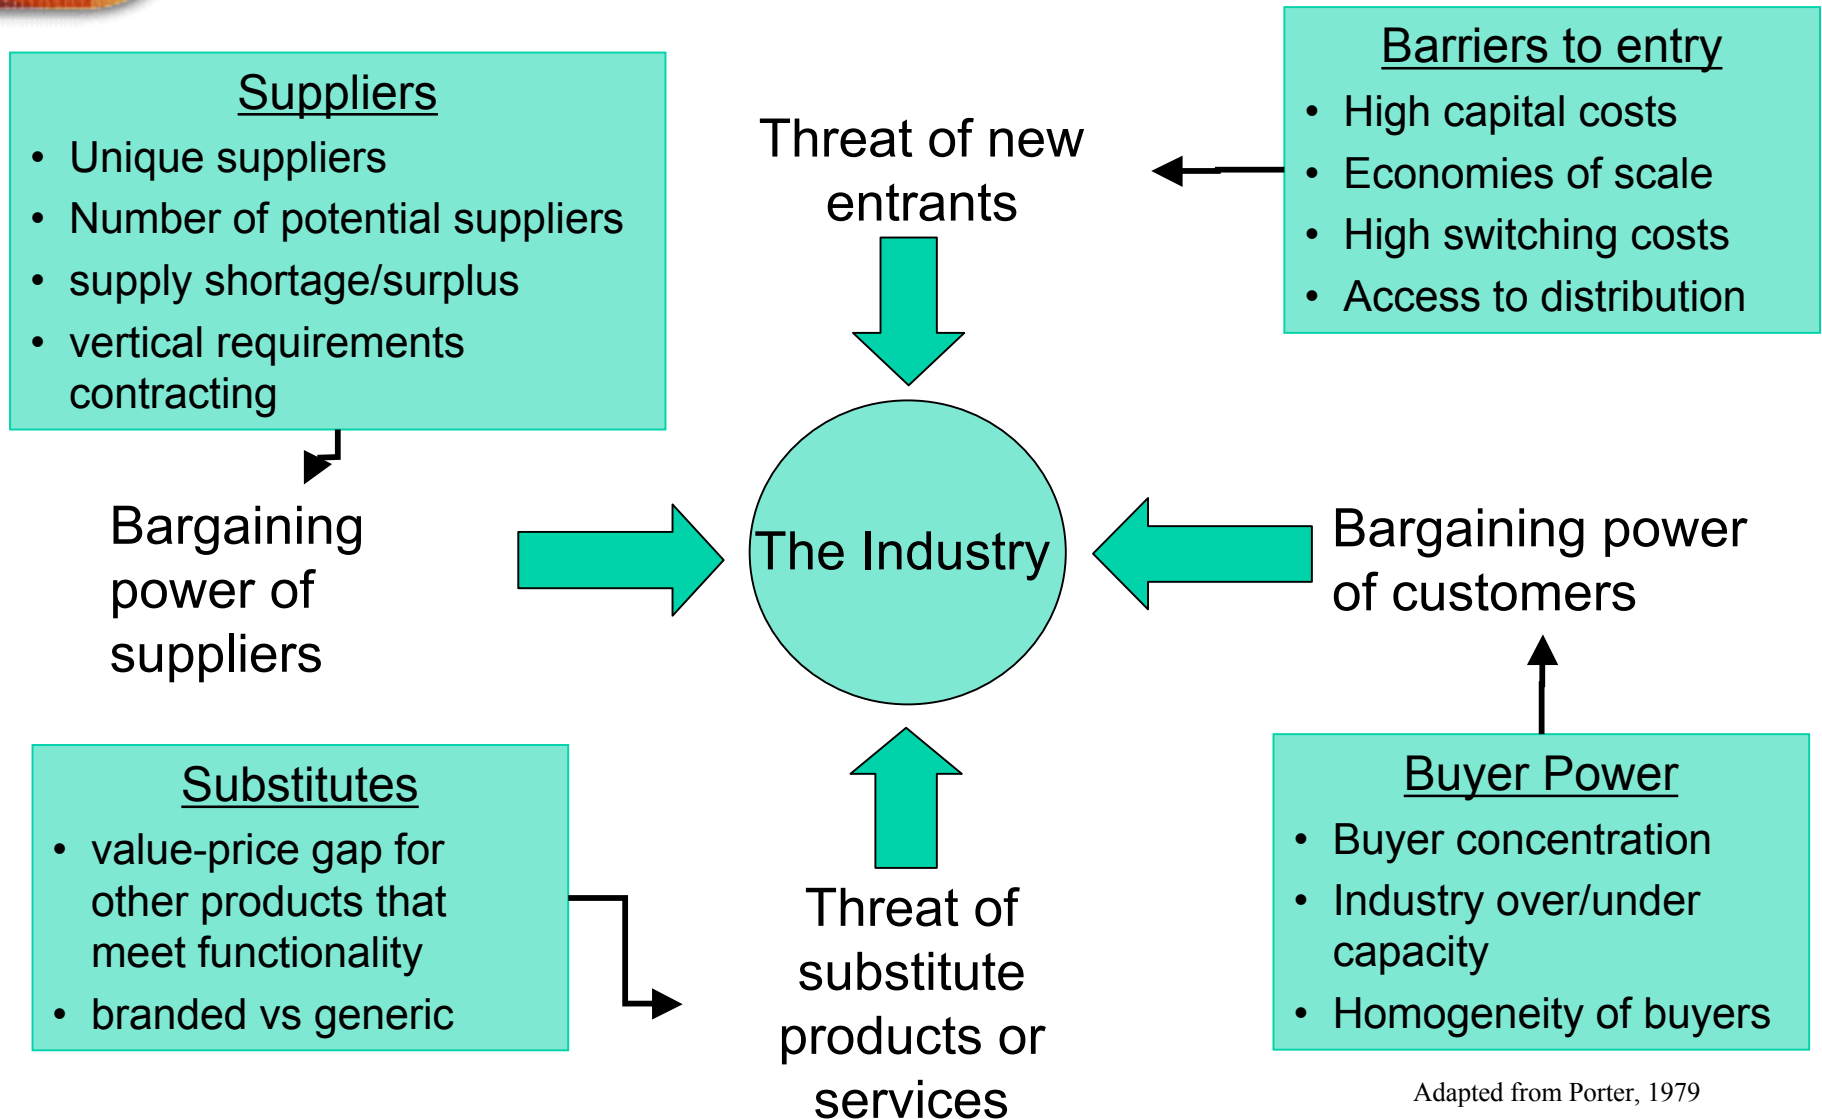 Suppliers
• Unique suppliers
• Number of potential suppliers
• supply shortage/surplus
• vertical requirements
contracting
Threat of new
entrants
Barriers to entry
• High capital costs
• Economies of scale
• High switching costs
• Access to distribution
Bargaining
power of
suppliers
The Industry
Bargaining power
of customers
Substitutes
• value-price gap for
other products that
meet functionality
• branded vs generic
Threat of
substitute
products or
services
Buyer Power
• Buyer concentration
• Industry over/under
capacity
• Homogeneity of buyers
Adapted from Porter, 1979